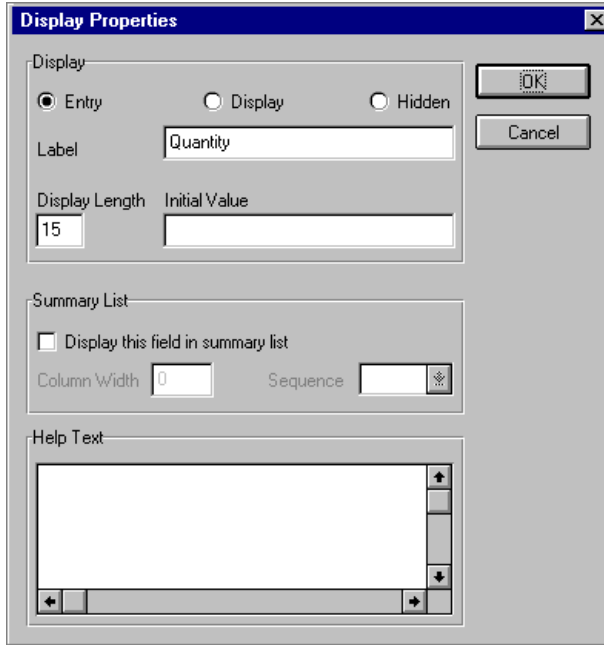 Display Properties
Display
OK
Entry Display Hidden
Cancel
Label Quantity
Display Length Initial Value
15
Summary List
Display this field in summary list
Column Width 0 Sequence
Help Text